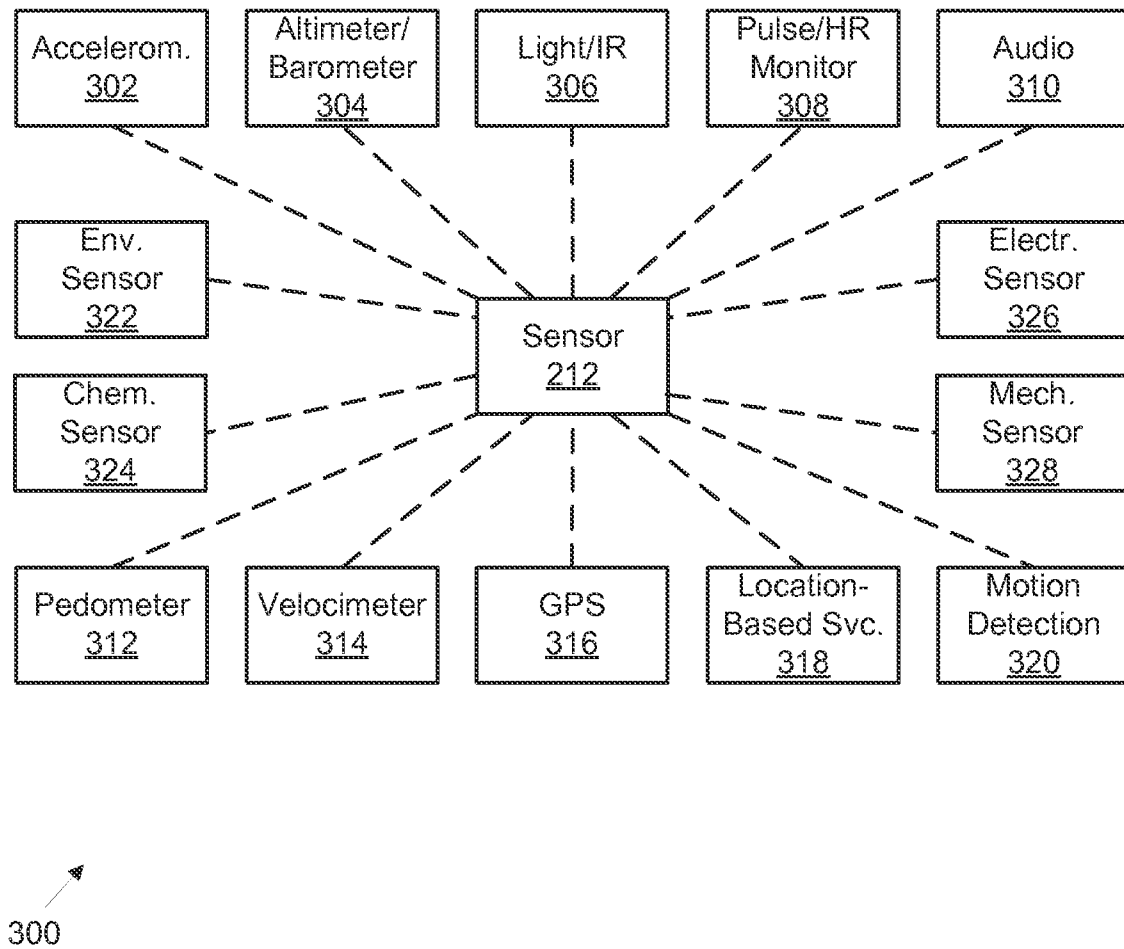 Accelerom.
302
Altimeter/
Barometer
304
Light/IR
306
Pulse/HR
Monitor
308
Audio
310
Env.
Sensor
322
Electr.
Sensor
326
Sensor
212
Chem.
Sensor
324
Mech.
Sensor
328
Pedometer
312
Velocimeter
314
GPS
316
Location-
Based Svc.
318
Motion
Detection
320
300